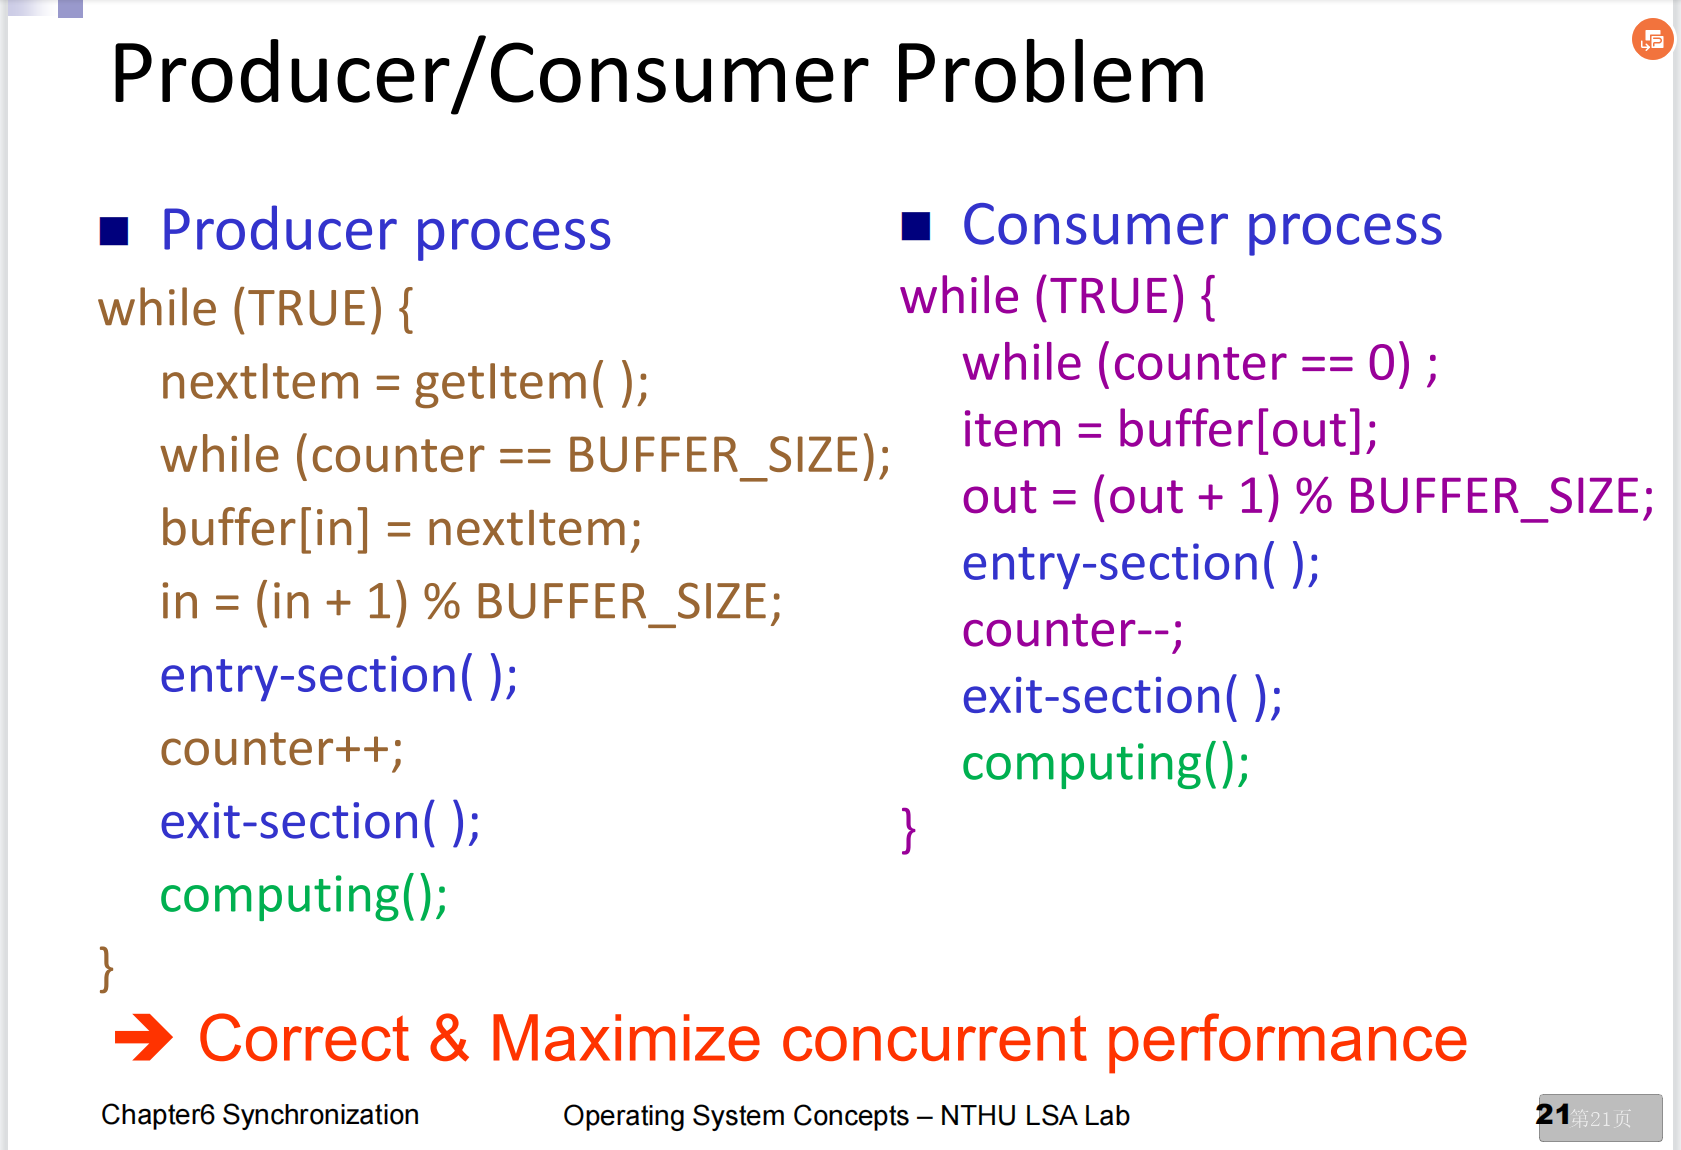 Producer/Consumer Problem
■ Producer process
while (TRUE) {
nextItem = getItem( );
while (counter == BUFFER_SIZE);
buffer[in] = nextItem;
in = (in + 1) % BUFFER_SIZE;
entry-section( );
counter++;
exit-section( );
computing();
}
■ Consumer process
while (TRUE) {
while (counter == 0) ;
item = buffer[out];
out = (out + 1) % BUFFER_SIZE;
entry-section( );
counter--;
exit-section( );
computing();
}
➔ Correct & Maximize concurrent performance
Chapter6 Synchronization
Operating System Concepts – NTHU LSA Lab
21
第21页